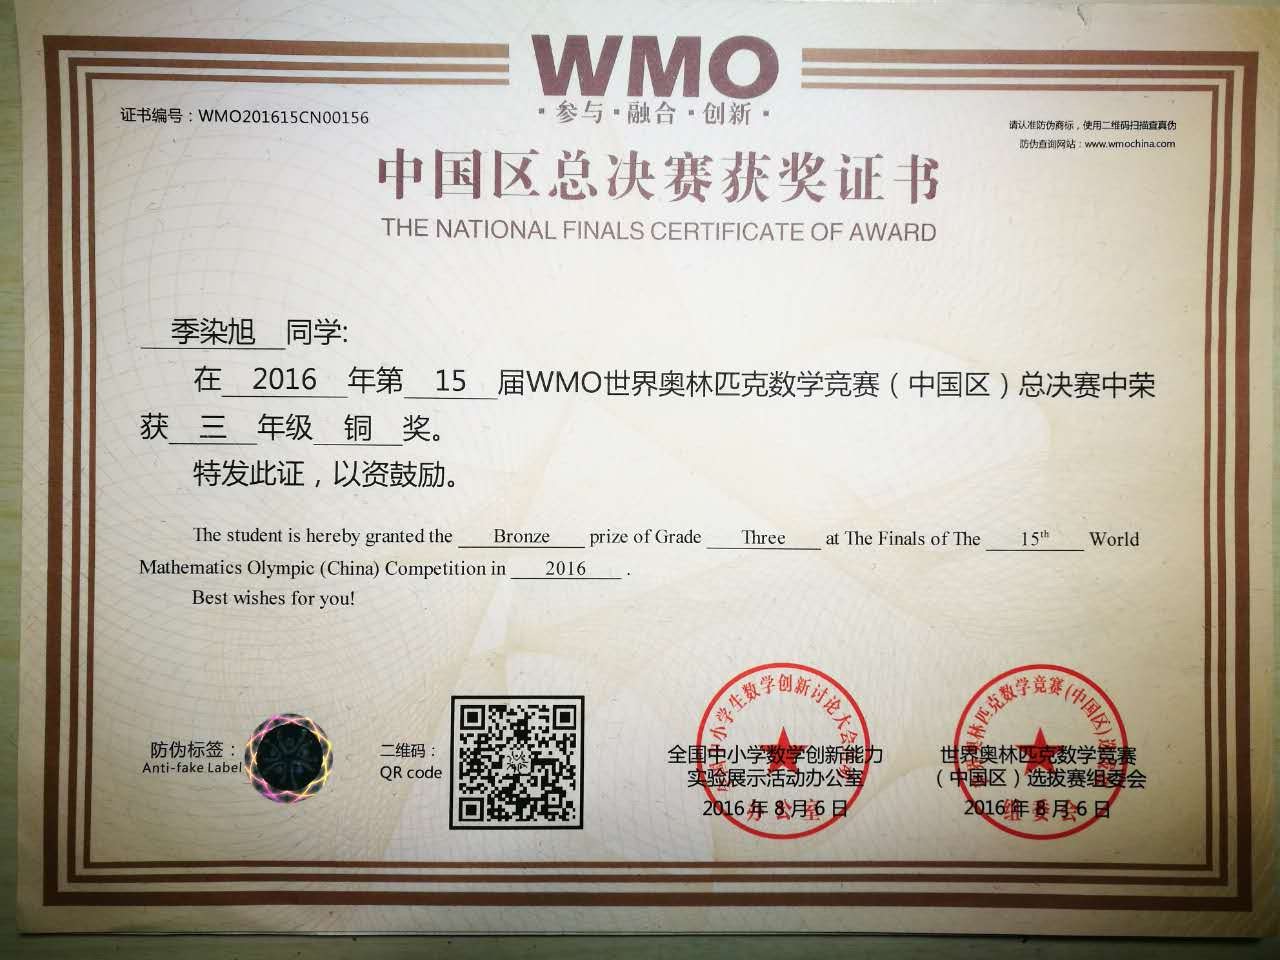 WMO
·参与·融合·创新·
证书编号：WMO201615CN00156
请认准防伪商标，使用二维码扫描查真伪
防伪查询网站：www.wmochina.com
中国区总决赛获奖证书
THE NATIONAL FINALS CERTIFICATE OF AWARD
季染旭 同学:
在 2016 年第 15 届WMO世界奥林匹克数学竞赛（中国区）总决赛中荣
获 三 年级 铜 奖。
特发此证，以资鼓励。
The student is hereby granted the Bronze prize of Grade Three at The Finals of The 15th World
Mathematics Olympic (China) Competition in 2016 .
Best wishes for you!
防伪标签：
Anti-fake Label
二维码：
QR code
全国中小学数学创新能力
实验展示活动办公室
2016年8月6日
办公室
世界奥林匹克数学竞赛
（中国区）选拔赛组委会
2016年8月6日
组委会